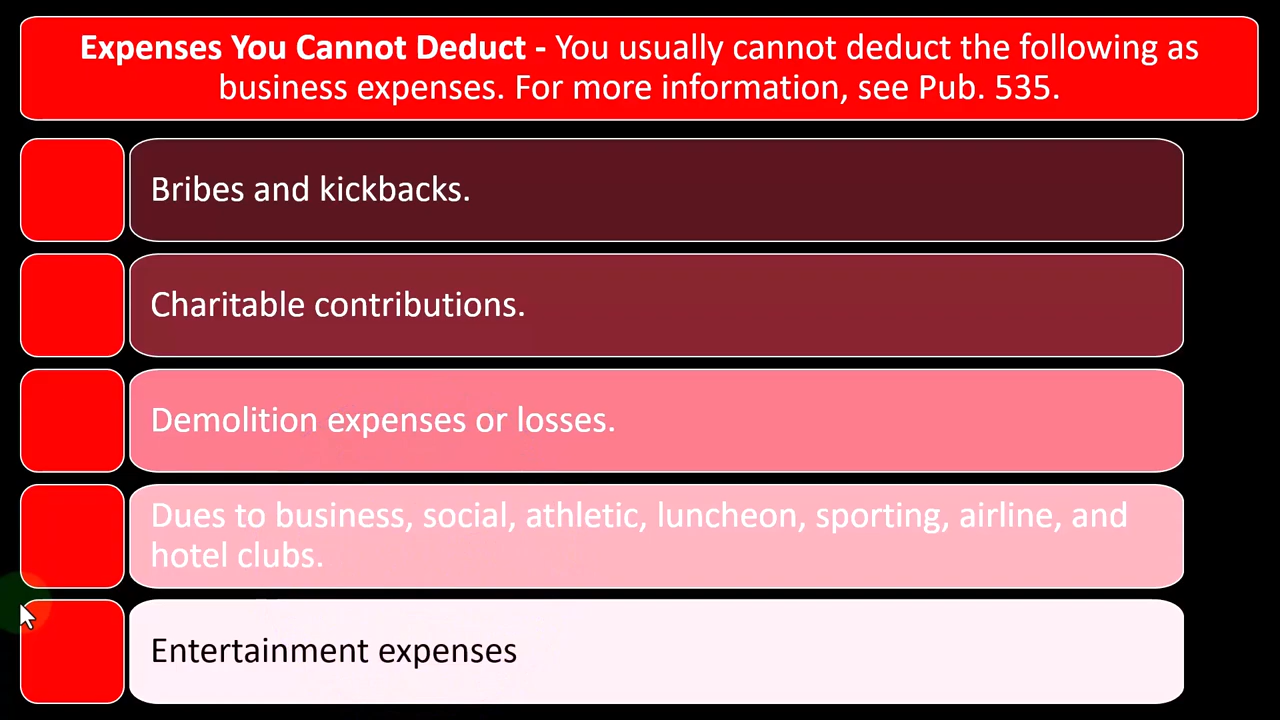 Expenses You Cannot Deduct - You usually cannot deduct the following as
business expenses. For more information, see Pub. 535.
Bribes and kickbacks.
Charitable contributions.
Demolition expenses or losses.
Dues to business, social, athletic, luncheon, sporting, airline, and
hotel clubs.
Entertainment expenses